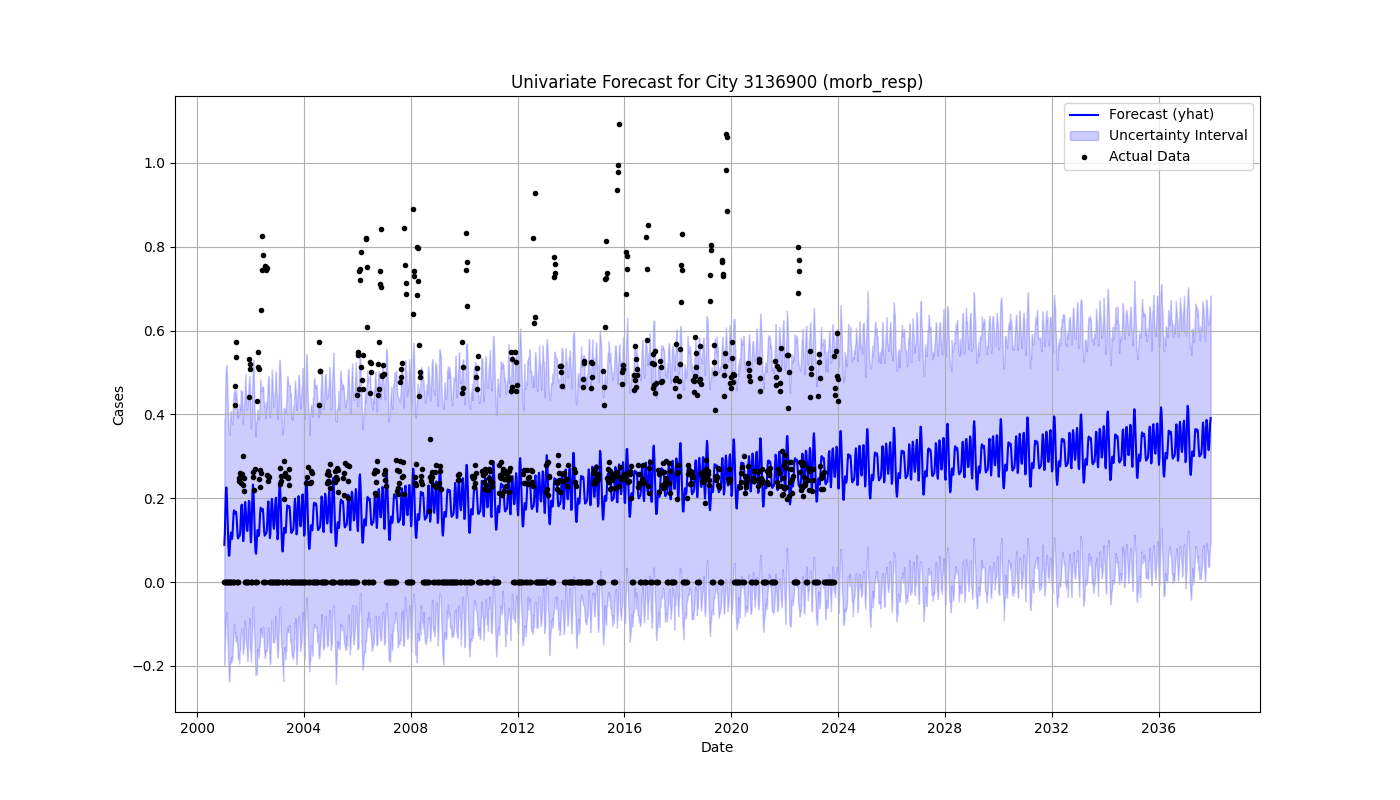 Univariate Forecast for City 3136900 (morb_resp)
Forecast (yhat)
Uncertainty Interval
Actual Data
Cases
1.0
0.8
0.6
0.4
0.2
0.0
−0.2
2000 2004 2008 2012 2016 2020 2024 2028 2032 2036
Date